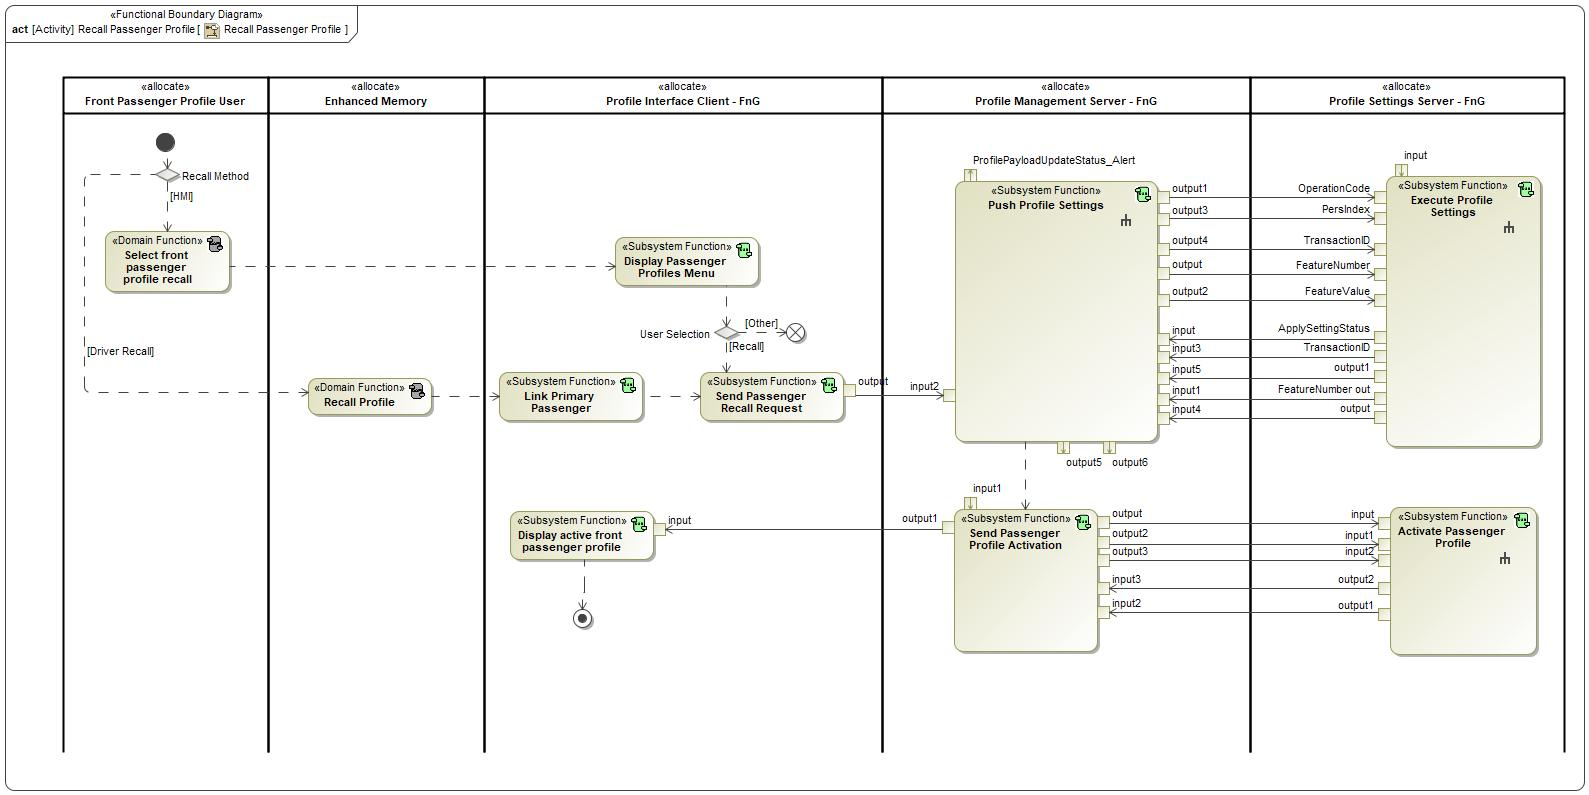 «Functional Boundary Diagram»
act [Activity] Recall Passenger Profile [ Recall Passenger Profile ]
«allocate»
Front Passenger Profile User
«allocate»
Enhanced Memory
«allocate»
Profile Interface Client - FnG
«allocate»
Profile Management Server - FnG
«allocate»
Profile Settings Server - FnG
Recall Method
[HMI]
«Domain Function»
Select front
passenger
profile recall
[Driver Recall]
«Domain Function»
Recall Profile
«Subsystem Function»
Display Passenger
Profiles Menu
User Selection
[Other]
[Recall]
«Subsystem Function»
Link Primary
Passenger
«Subsystem Function»
Send Passenger
Recall Request
output
input2
ProfilePayloadUpdateStatus_Alert
«Subsystem Function»
Push Profile Settings
output1
output3
output4
output
output2
input
input3
input5
input1
input4
output5
output6
OperationCode
PersIndex
TransactionID
FeatureNumber
FeatureValue
ApplySettingStatus
TransactionID
output1
FeatureNumber out
output
input
«Subsystem Function»
Execute Profile
Settings
«Subsystem Function»
Display active front
passenger profile
input
output1
input1
«Subsystem Function»
Send Passenger
Profile Activation
output
output2
output3
input3
input2
input
input1
input2
output2
output1
«Subsystem Function»
Activate Passenger
Profile